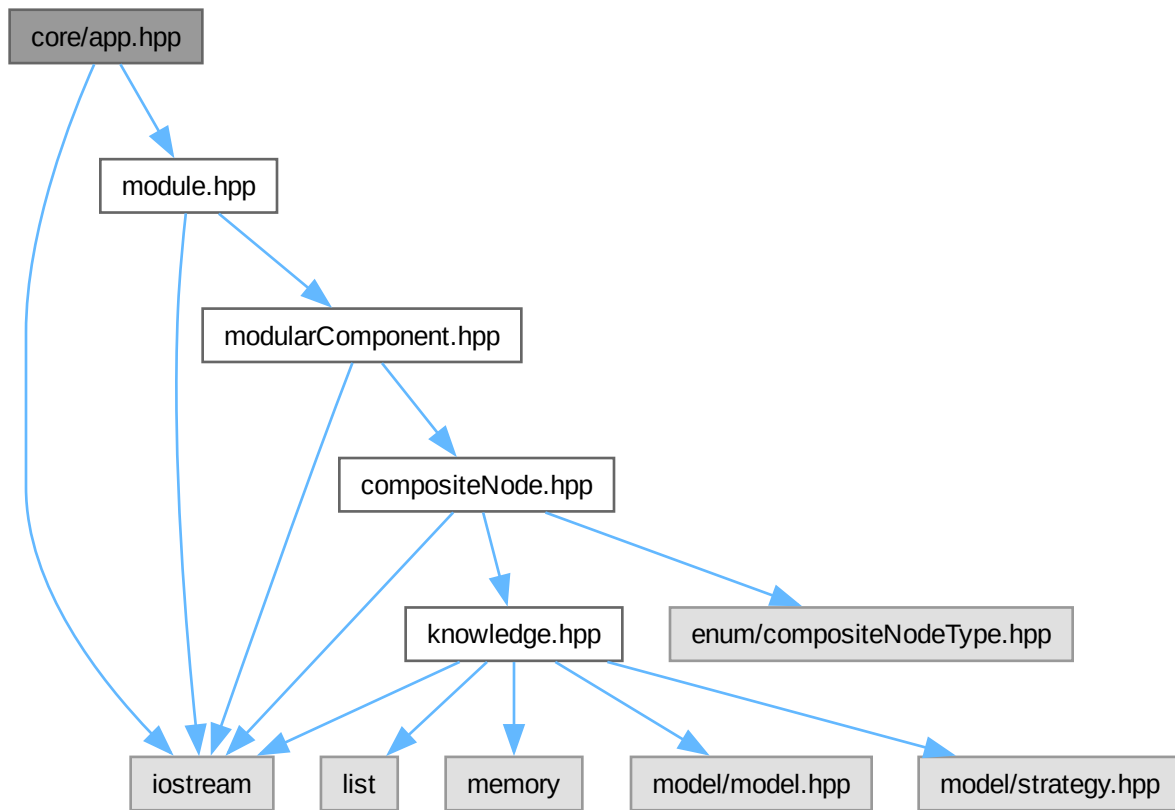 core/app.hpp
module.hpp
modularComponent.hpp
compositeNode.hpp
knowledge.hpp
enum/compositeNodeType.hpp
iostream
list
memory
model/model.hpp
model/strategy.hpp